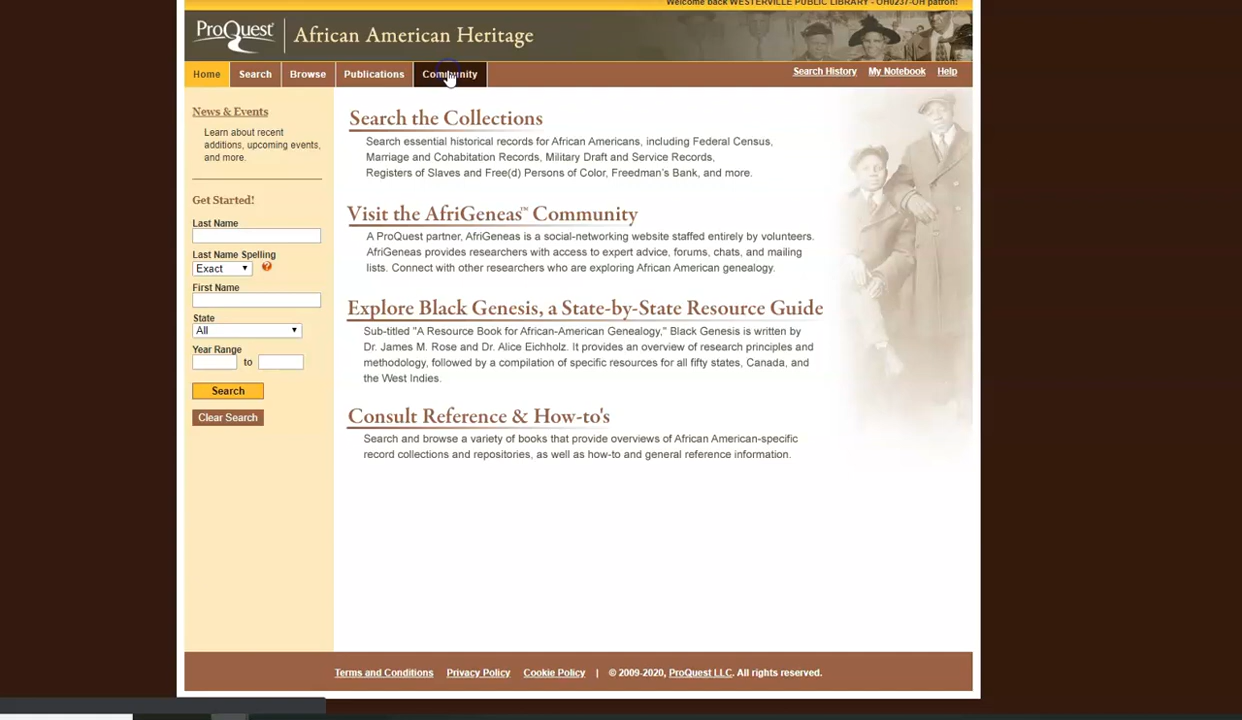 Welcome back WESTERVILLE PUBLIC LIBRARY - OH0237-OH patron!
ProQuest African American Heritage
Home Search Browse Publications Community Search History My Notebook Help
News & Events
Learn about recent
additions, upcoming events,
and more.
Get Started!
Last Name
Last Name Spelling
Exact
First Name
State
All
Year Range
to
Search
Clear Search
Search the Collections
Search essential historical records for African Americans, including Federal Census,
Marriage and Cohabitation Records, Military Draft and Service Records,
Registers of Slaves and Free(d) Persons of Color, Freedman's Bank, and more.
Visit the AfriGeneas™ Community
A ProQuest partner, AfriGeneas is a social-networking website staffed entirely by volunteers.
AfriGeneas provides researchers with access to expert advice, forums, chats, and mailing
lists. Connect with other researchers who are exploring African American genealogy.
Explore Black Genesis, a State-by-State Resource Guide
Sub-titled "A Resource Book for African-American Genealogy," Black Genesis is written by
Dr. James M. Rose and Dr. Alice Eichholz. It provides an overview of research principles and
methodology, followed by a compilation of specific resources for all fifty states, Canada, and
the West Indies.
Consult Reference & How-to's
Search and browse a variety of books that provide overviews of African American-specific
record collections and repositories, as well as how-to and general reference information.
Terms and Conditions Privacy Policy Cookie Policy | © 2009-2020, ProQuest LLC. All rights reserved.